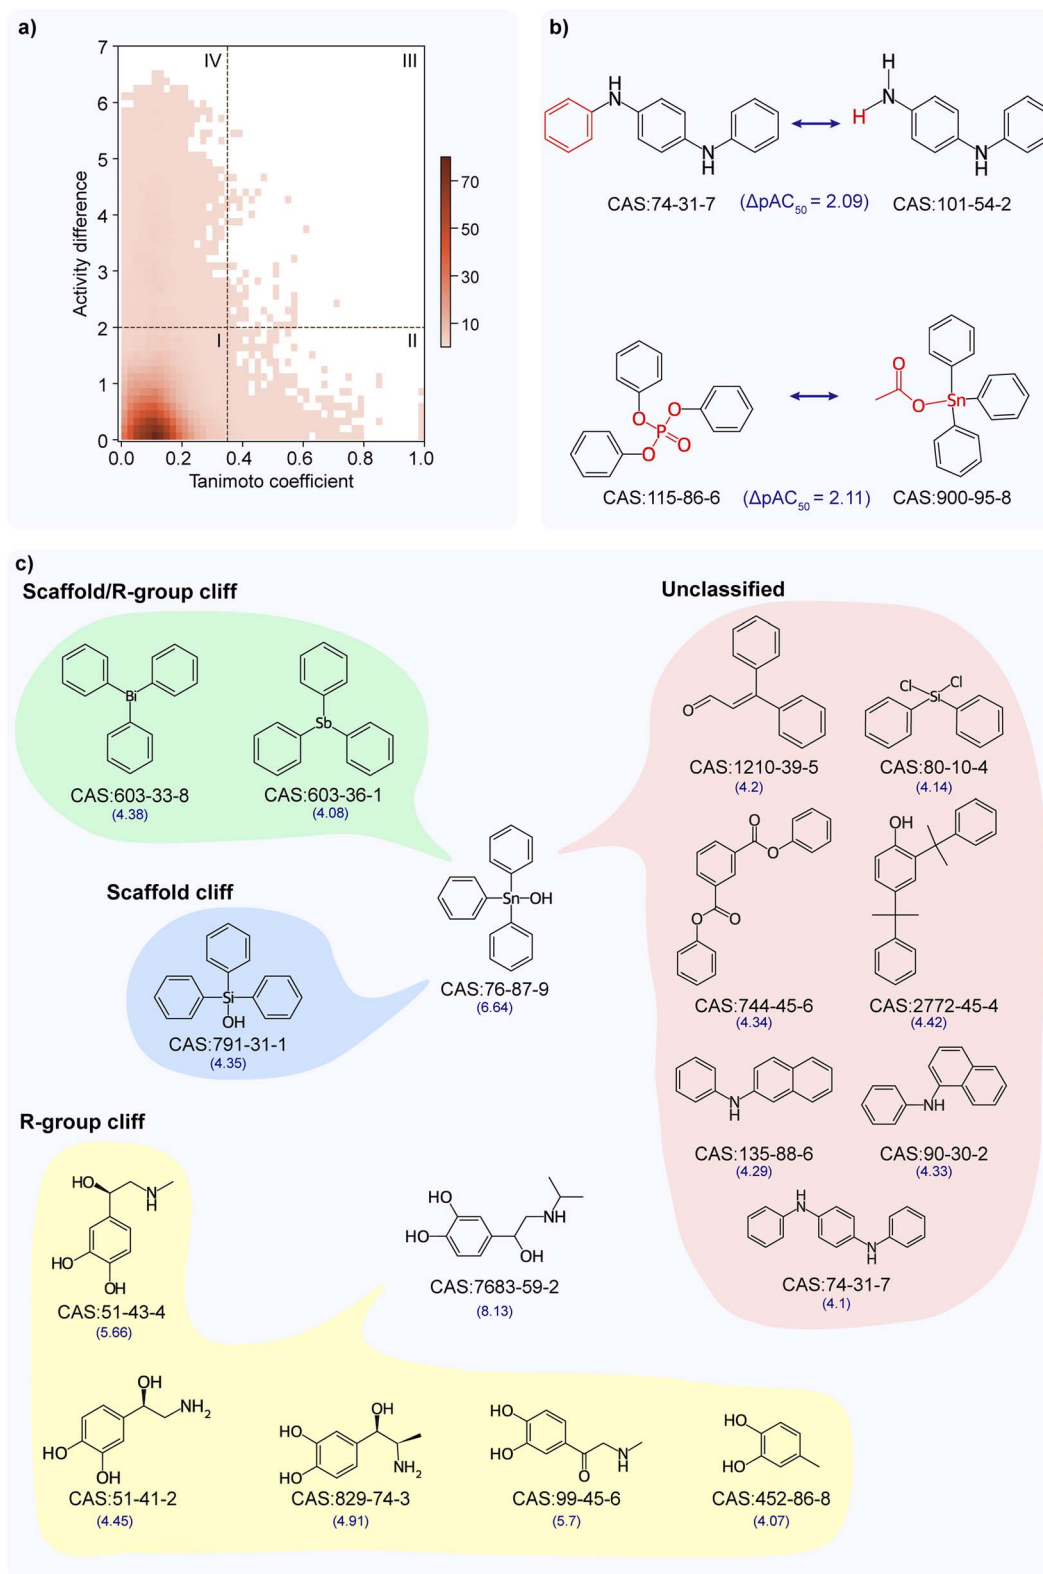 a)
7
6
5
4
3
2
1
0
Activity difference
IV
III
I
II
0.0 0.2 0.4 0.6 0.8 1.0
Tanimoto coefficient
70
50
30
10
b)
H
N
N
H
H
N
H
N
H
CAS:74-31-7 (ΔpAC50 = 2.09) CAS:101-54-2
O
O
P
O
O
O
O
Sn
CAS:115-86-6 (ΔpAC50 = 2.11) CAS:900-95-8
c)
Scaffold/R-group cliff
Bi
Sb
CAS:603-33-8
(4.38)
CAS:603-36-1
(4.08)
Scaffold cliff
Si
OH
CAS:791-31-1
(4.35)
Sn OH
CAS:76-87-9
(6.64)
Unclassified
O
CAS:1210-39-5
(4.2)
Cl Cl
Si
CAS:80-10-4
(4.14)
O
O
O
O
CAS:744-45-6
(4.34)
OH
CAS:2772-45-4
(4.42)
N
H
CAS:135-88-6
(4.29)
NH
CAS:90-30-2
(4.33)
H
N
N
H
CAS:74-31-7
(4.1)
R-group cliff
HO
N
H
HO
OH
CAS:51-43-4
(5.66)
HO
HO
NH
OH
CAS:7683-59-2
(8.13)
OH
NH2
HO
OH
CAS:51-41-2
(4.45)
OH
HO
HO
NH2
CAS:829-74-3
(4.91)
HO
HO
N
H
O
CAS:99-45-6
(5.7)
HO
HO
CAS:452-86-8
(4.07)